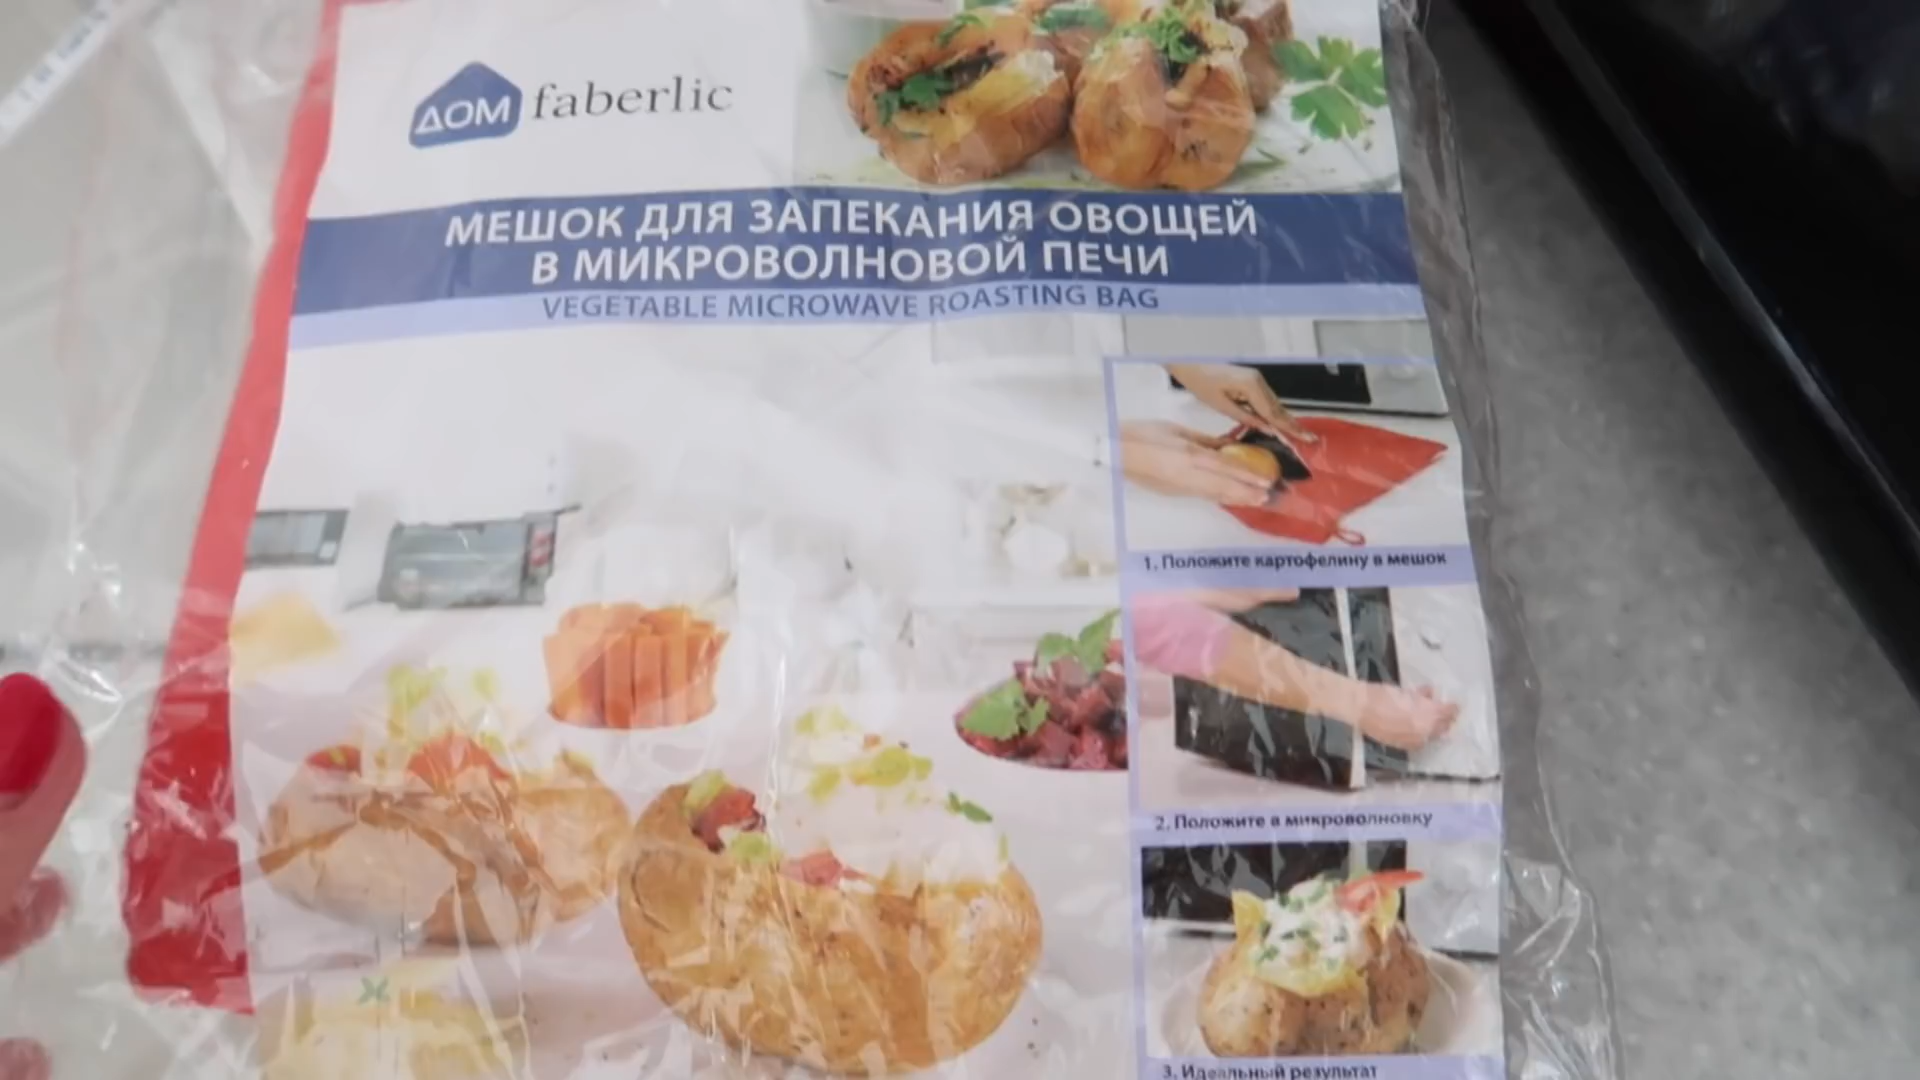 ДОМ faberlic
МЕШОК ДЛЯ ЗАПЕКАНИЯ ОВОЩЕЙ
В МИКРОВОЛНОВОЙ ПЕЧИ
VEGETABLE MICROWAVE ROASTING BAG
1. Положите картофелину в мешок
2. Положите в микроволновку
3. Идеальный результат